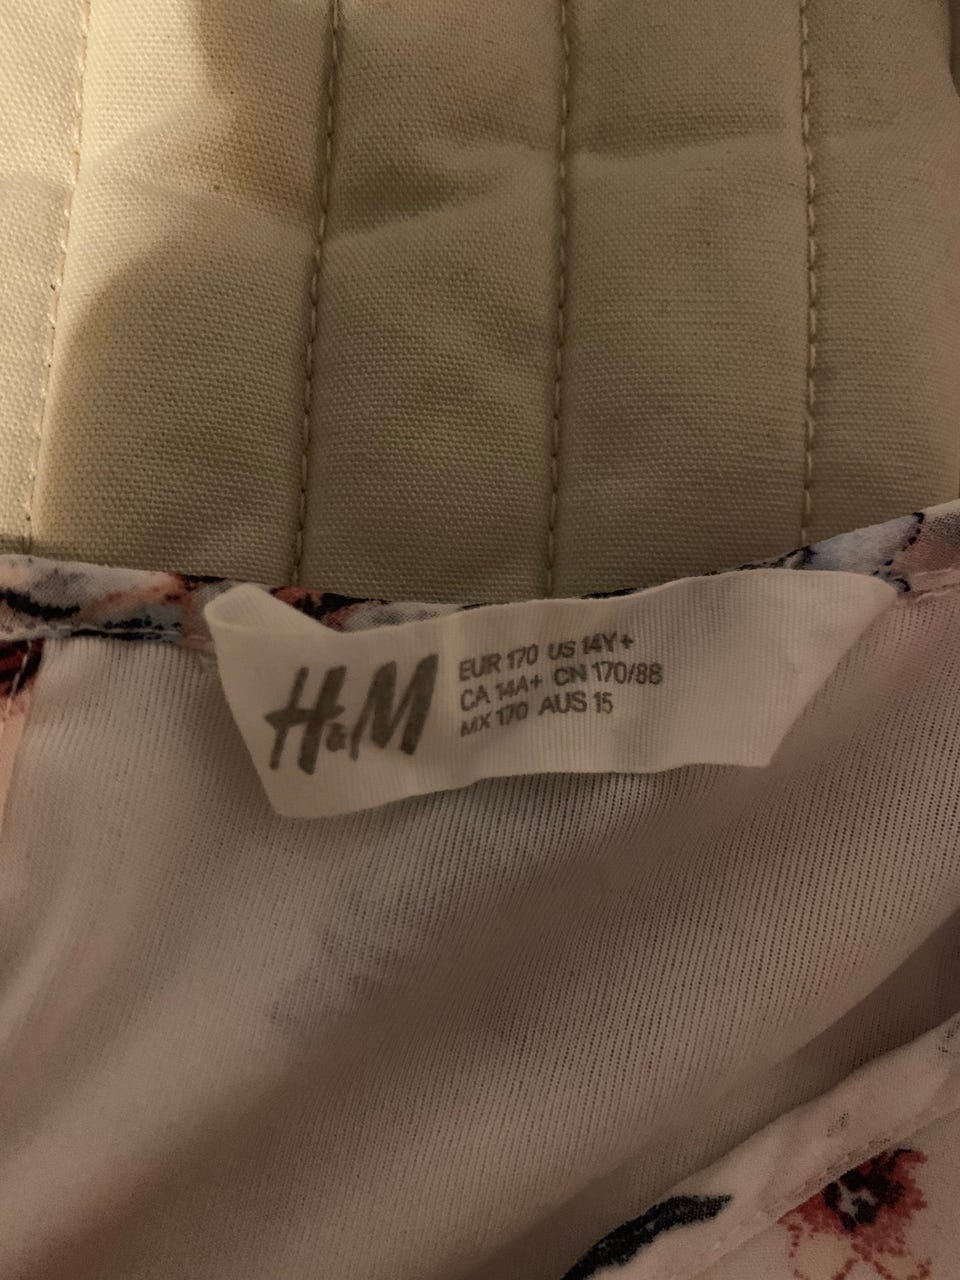 H&M
EUR 170 US 14Y+
CA 14A+ CN 170/88
MX 170 AUS 15